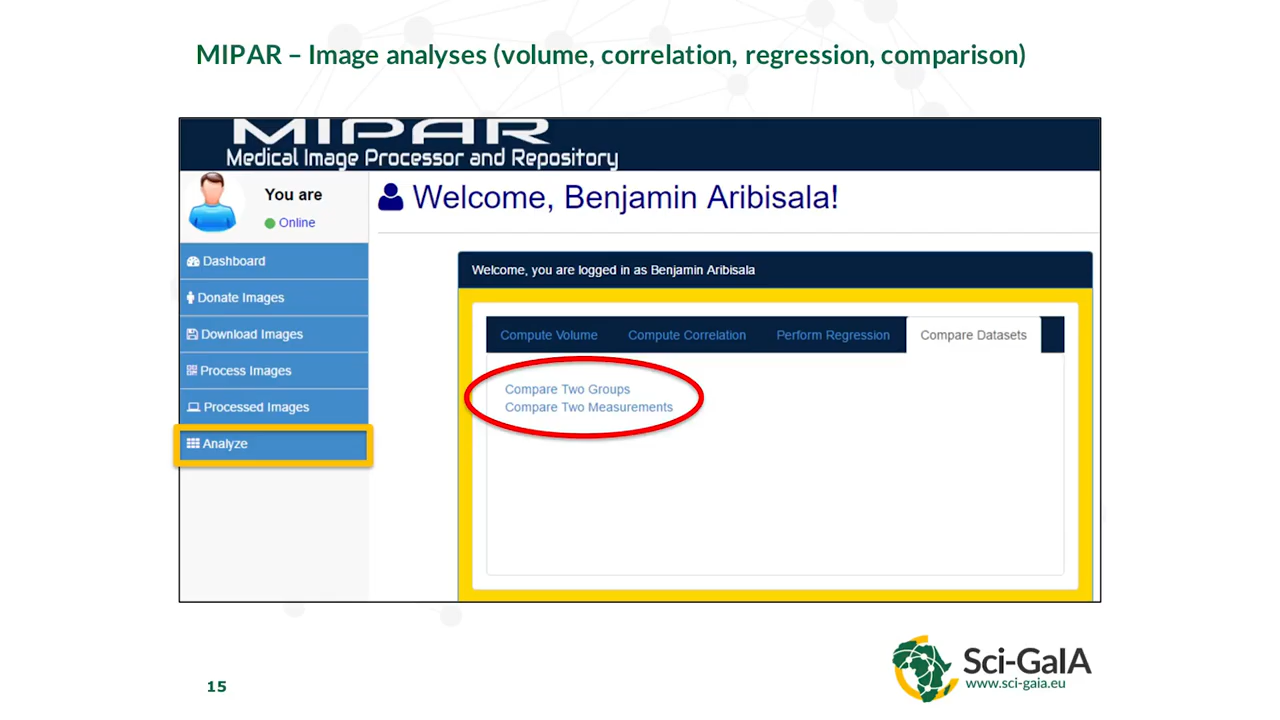 MIPAR – Image analyses (volume, correlation, regression, comparison)
MIPAR
Medical Image Processor and Repository
You are
Online
Welcome, Benjamin Aribisala!
Dashboard
Donate Images
Download Images
Process Images
Processed Images
Analyze
Welcome, you are logged in as Benjamin Aribisala
Compute Volume Compute Correlation Perform Regression Compare Datasets
Compare Two Groups
Compare Two Measurements
15
Sci-GaIA
www.sci-gaia.eu